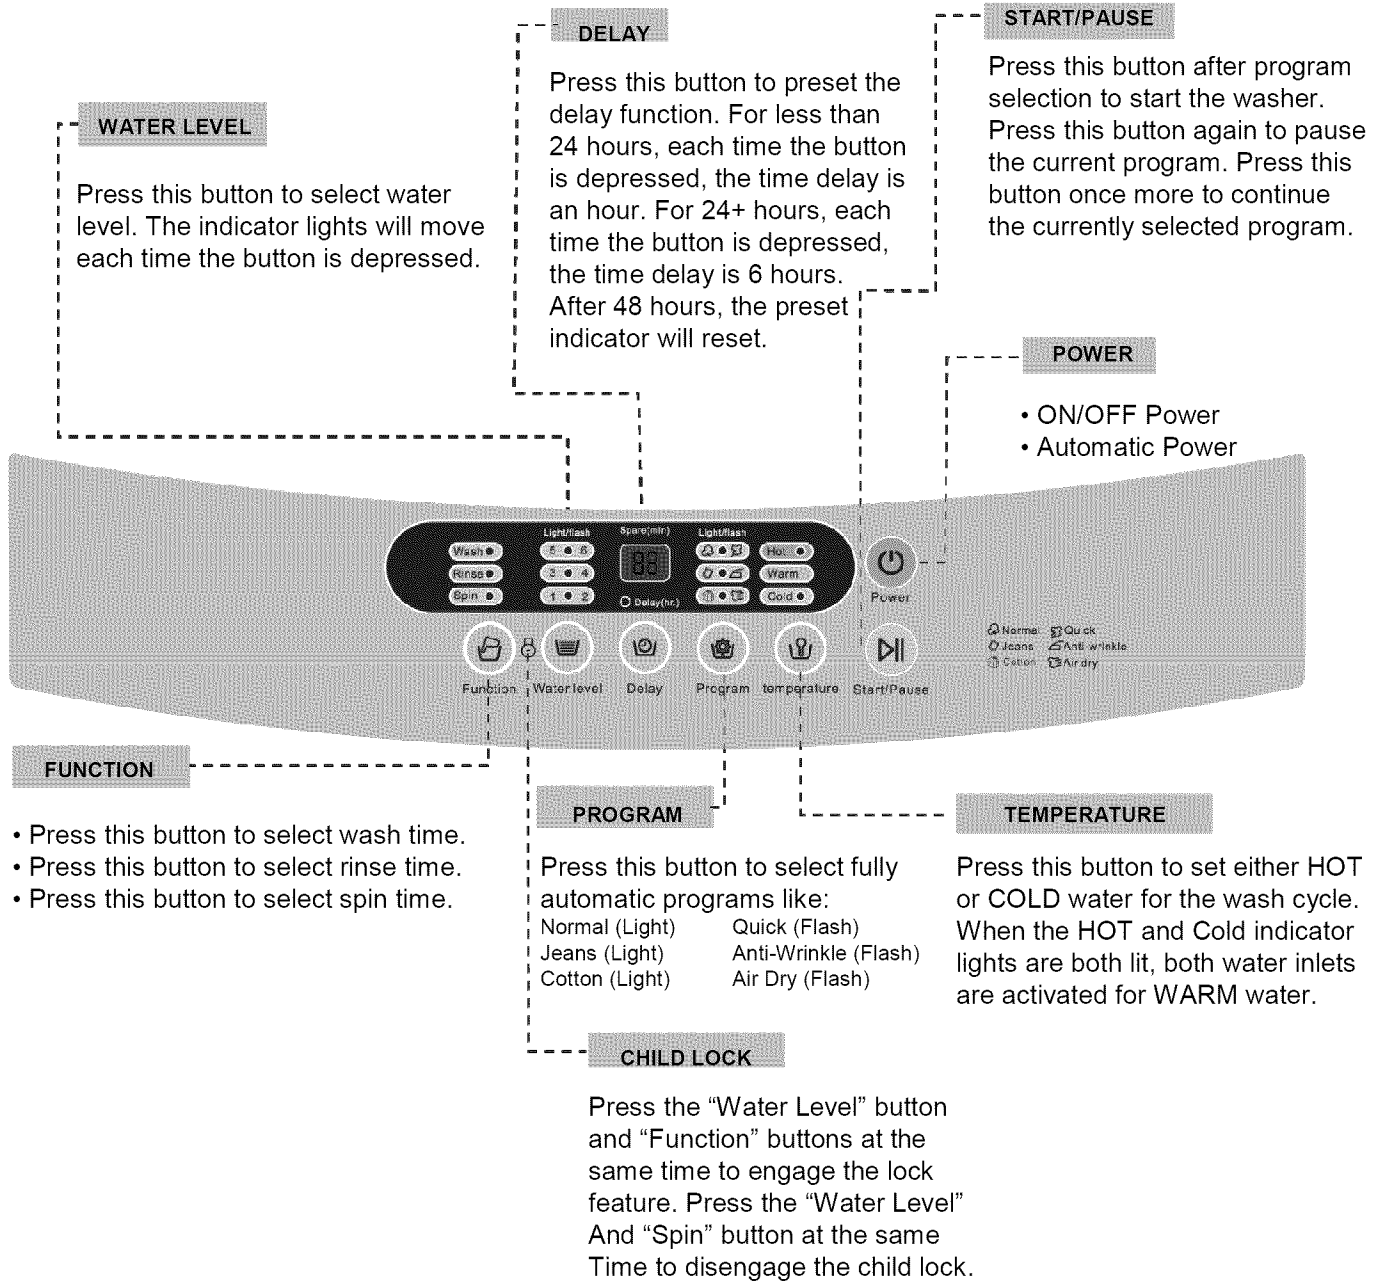 DELAY
Press this button to preset the
delay function. For less than
24 hours, each time the button
is depressed, the time delay is
an hour. For 24+ hours, each
time the button is depressed,
the time delay is 6 hours.
After 48 hours, the preset
indicator will reset.
START/PAUSE
Press this button after program
selection to start the washer.
Press this button again to pause
the current program. Press this
button once more to continue
the currently selected program.
WATER LEVEL
Press this button to select water
level. The indicator lights will move
each time the button is depressed.
POWER
• ON/OFF Power
• Automatic Power
Light/flash Spare(min.) Light/flash
Wash 5 6 88 Hot
Rinse 3 4 Warm
Spin 1 2 Delay(hr.) Cold
Power
Normal Quick
Jeans Anti-wrinkle
Cotton Air dry
Function Water level Delay Program temperature Start/Pause
FUNCTION
• Press this button to select wash time.
• Press this button to select rinse time.
• Press this button to select spin time.
PROGRAM
Press this button to select fully
automatic programs like:
Normal (Light) Quick (Flash)
Jeans (Light) Anti-Wrinkle (Flash)
Cotton (Light) Air Dry (Flash)
TEMPERATURE
Press this button to set either HOT
or COLD water for the wash cycle.
When the HOT and Cold indicator
lights are both lit, both water inlets
are activated for WARM water.
CHILD LOCK
Press the “Water Level” button
and “Function” buttons at the
same time to engage the lock
feature. Press the “Water Level”
And “Spin” button at the same
Time to disengage the child lock.